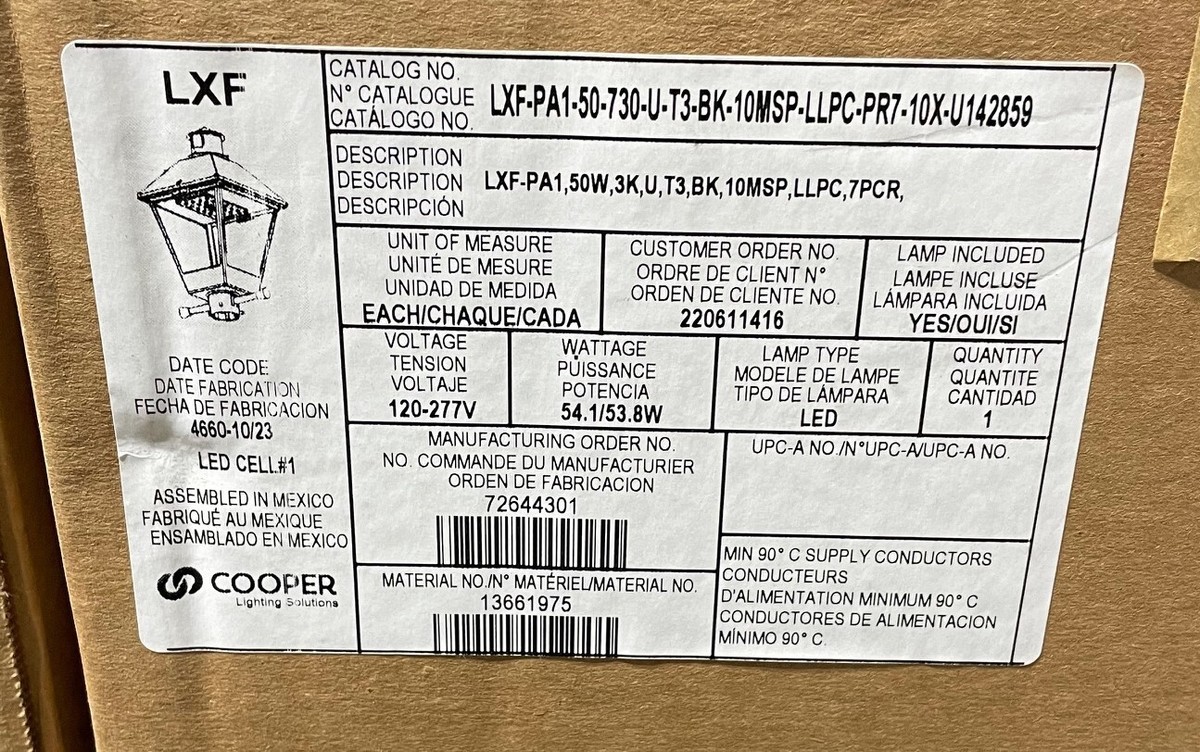 LXF
CATALOG NO.
N° CATALOGUE
CATÁLOGO NO.
LXF-PA1-50-730-U-T3-BK-10MSP-LLPC-PR7-10X-U142859
DESCRIPTION
DESCRIPTION
DESCRIPCIÓN
LXF-PA1,50W,3K,U,T3,BK,10MSP,LLPC,7PCR,
UNIT OF MEASURE
UNITÉ DE MESURE
UNIDAD DE MEDIDA
EACH/CHAQUE/CADA
CUSTOMER ORDER NO.
ORDRE DE CLIENT N°
ORDEN DE CLIENTE NO.
220611416
LAMP INCLUDED
LAMPE INCLUSE
LÁMPARA INCLUIDA
YES/OUI/SI
VOLTAGE
TENSION
VOLTAJE
120-277V
WATTAGE
PUISSANCE
POTENCIA
54.1/53.8W
LAMP TYPE
MODELE DE LAMPE
TIPO DE LÁMPARA
LED
QUANTITY
QUANTITE
CANTIDAD
1
DATE CODE
DATE FABRICATION
FECHA DE FABRICACION
4660-10/23
LED CELL#1
ASSEMBLED IN MEXICO
FABRIQUÉ AU MEXIQUE
ENSAMBLADO EN MEXICO
COOPER
Lighting Solutions
MANUFACTURING ORDER NO.
NO. COMMANDE DU MANUFACTURIER
ORDEN DE FABRICACION
72644301
MATERIAL NO./N° MATÉRIEL/MATERIAL NO.
13661975
UPC-A NO./N°UPC-A/UPC-A NO.
MIN 90° C SUPPLY CONDUCTORS
CONDUCTEURS
D'ALIMENTATION MINIMUM 90° C
CONDUCTORES DE ALIMENTACION
MÍNIMO 90° C.